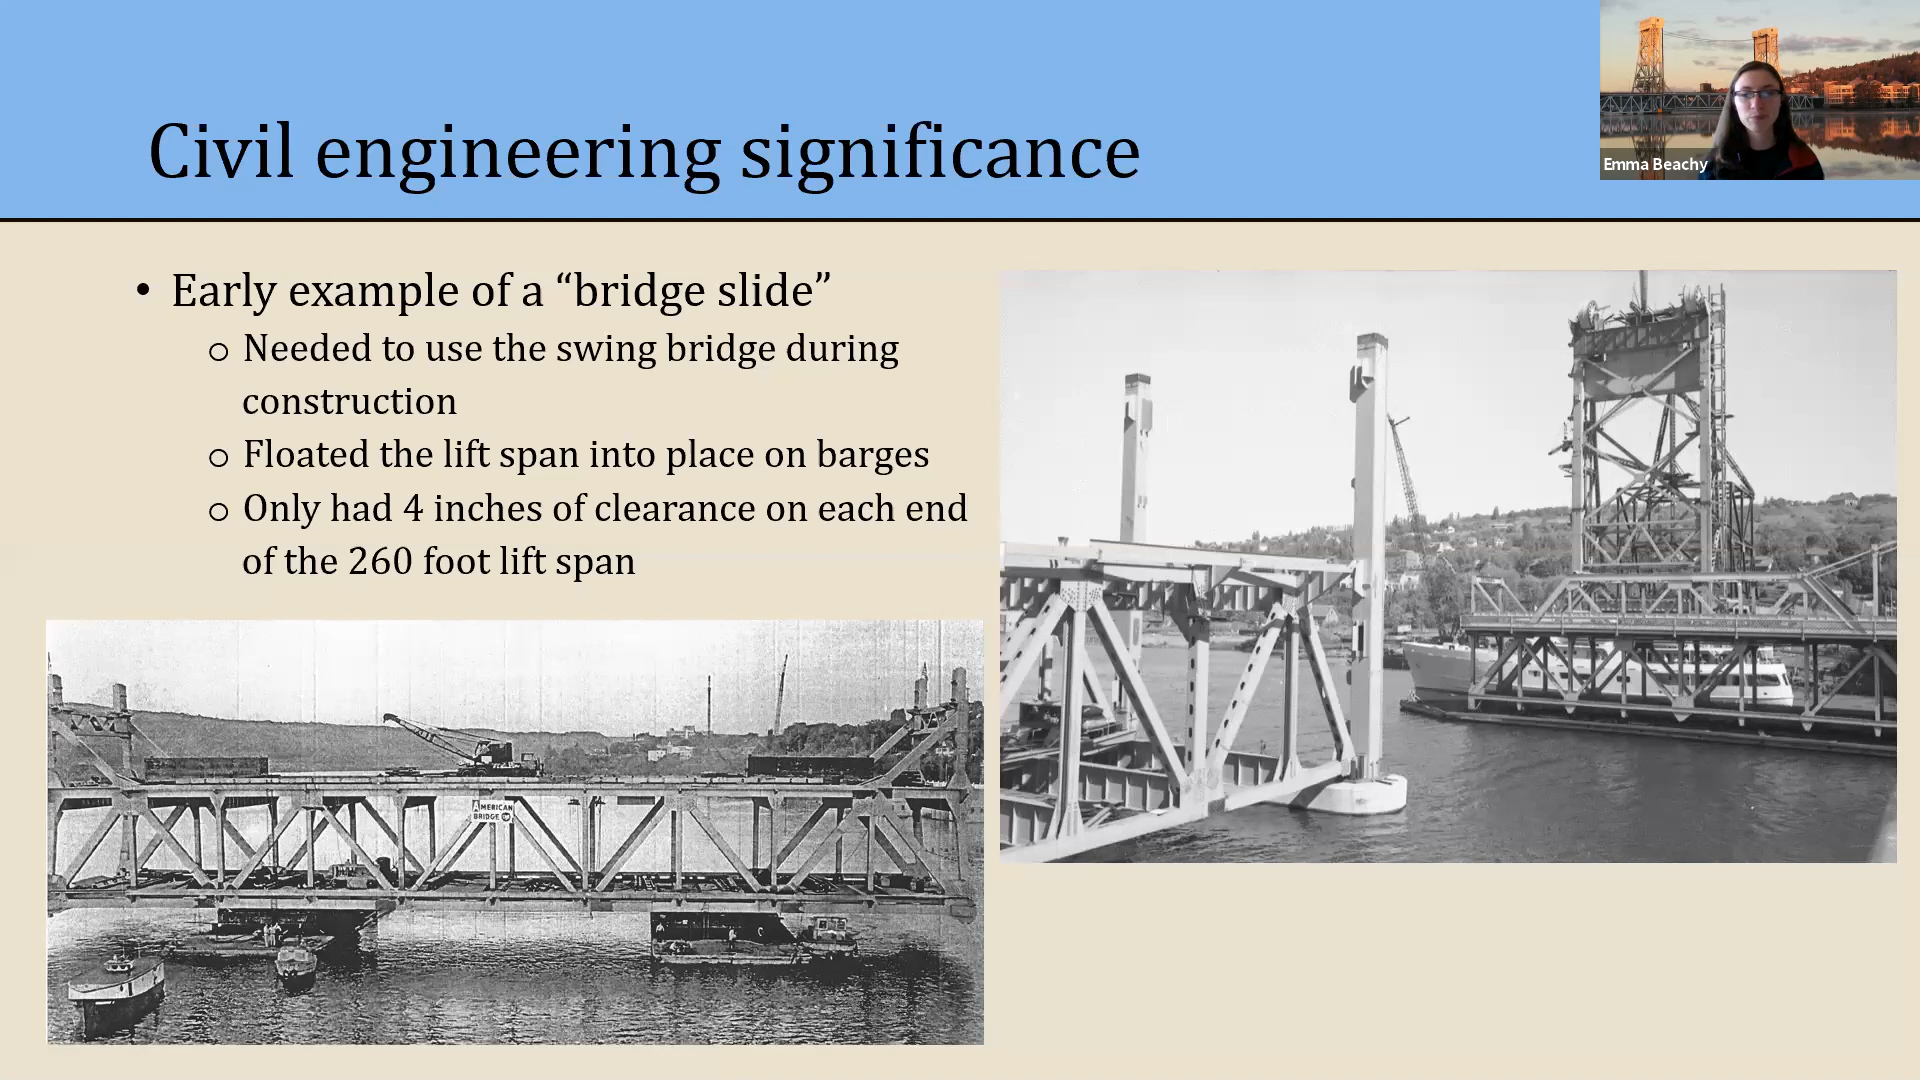 Civil engineering significance
Emma Beachy
• Early example of a “bridge slide”
o Needed to use the swing bridge during
construction
o Floated the lift span into place on barges
o Only had 4 inches of clearance on each end
of the 260 foot lift span
AMERICAN
BRIDGE